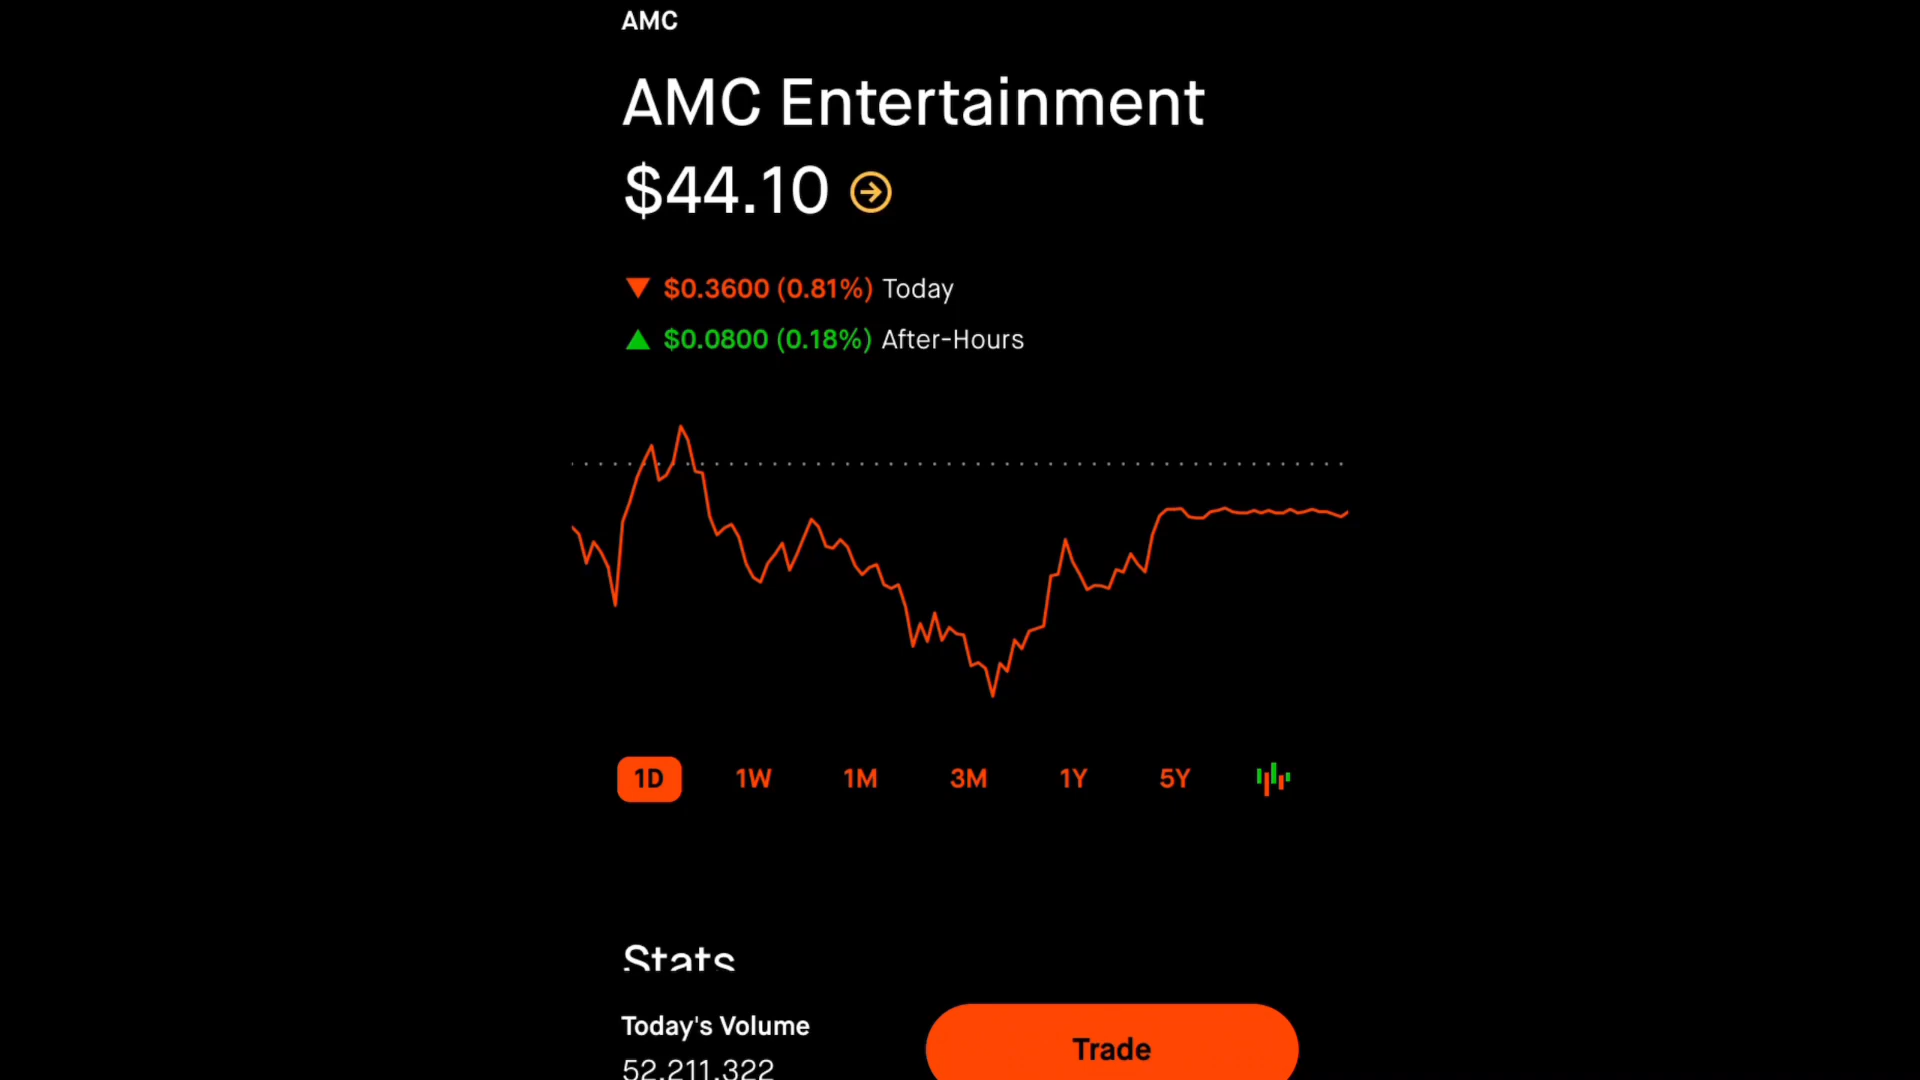 AMC
AMC Entertainment
$44.10
$0.3600 (0.81%) Today
$0.0800 (0.18%) After-Hours
1D 1W 1M 3M 1Y 5Y
Stats
Today's Volume
52,211,322
Trade